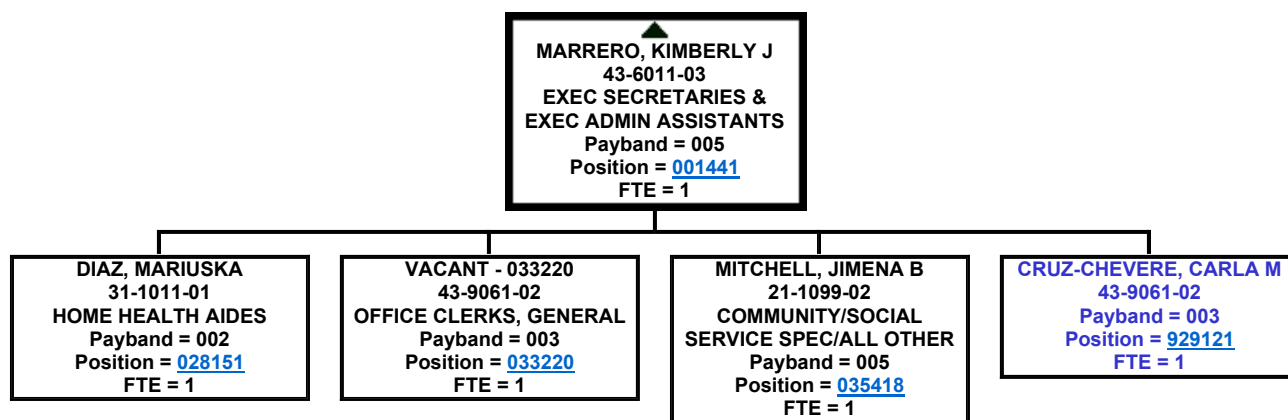 MARRERO, KIMBERLY J
43-6011-03
EXEC SECRETARIES &
EXEC ADMIN ASSISTANTS
Payband = 005
Position = 001441
FTE = 1
DIAZ, MARIUSKA
31-1011-01
HOME HEALTH AIDES
Payband = 002
Position = 028151
FTE = 1
VACANT - 033220
43-9061-02
OFFICE CLERKS, GENERAL
Payband = 003
Position = 033220
FTE = 1
MITCHELL, JIMENA B
21-1099-02
COMMUNITY/SOCIAL
SERVICE SPEC/ALL OTHER
Payband = 005
Position = 035418
FTE = 1
CRUZ-CHEVERE, CARLA M
43-9061-02
Payband = 003
Position = 929121
FTE = 1